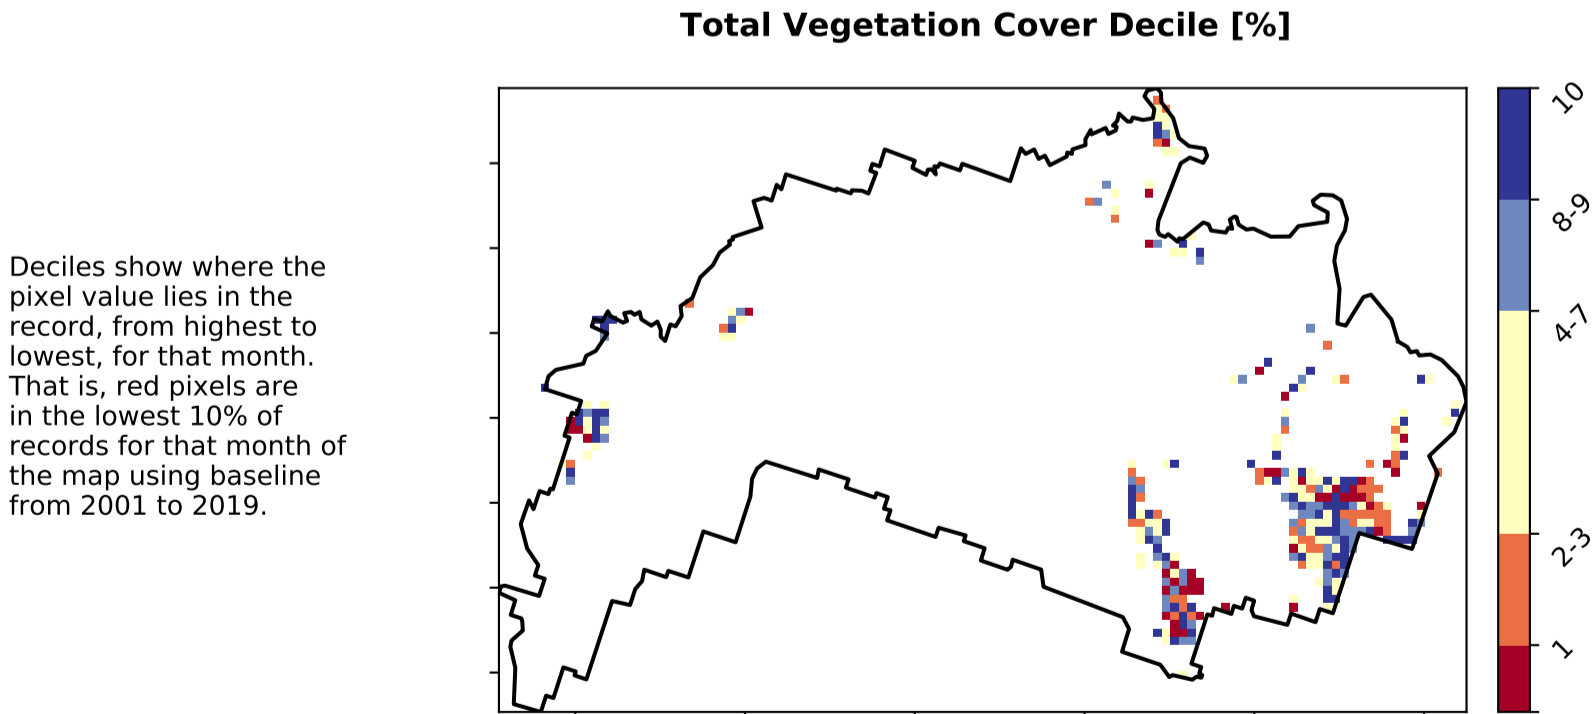 Total Vegetation Cover Decile [%]
Deciles show where the
pixel value lies in the
record, from highest to
lowest, for that month.
That is, red pixels are
in the lowest 10% of
records for that month of
the map using baseline
from 2001 to 2019.
10
8-9
4-7
2-3
1